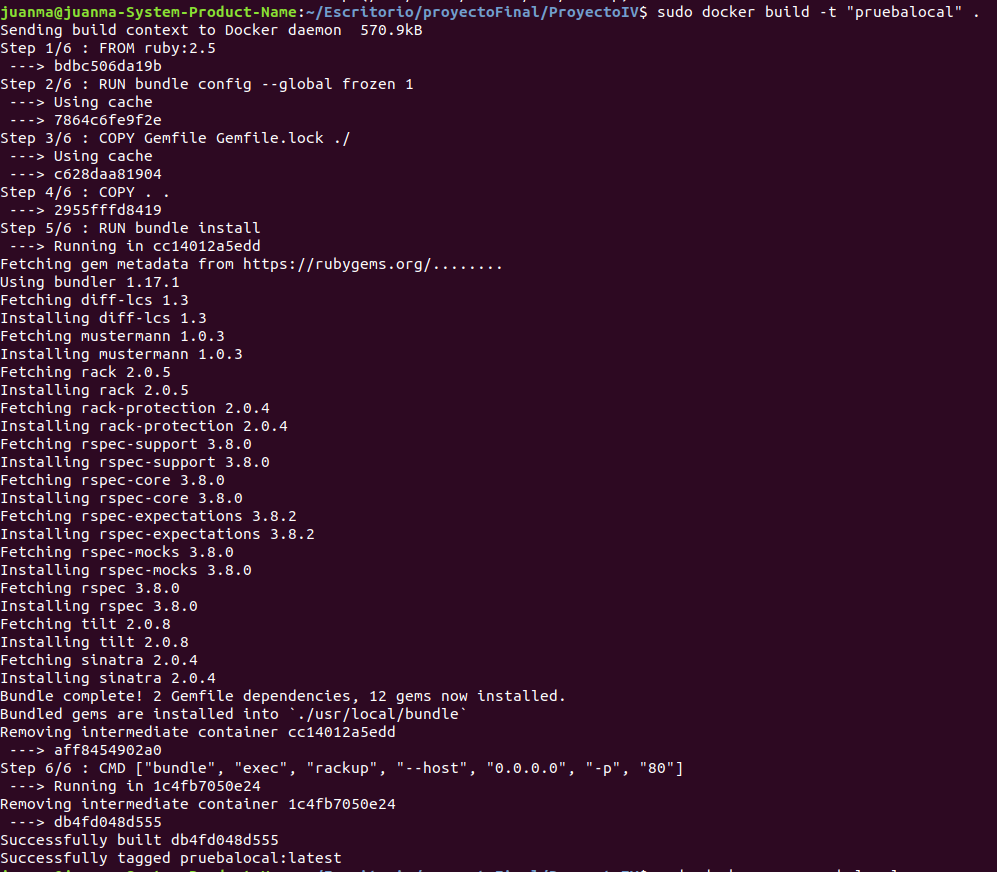 juanma@juanma-System-Product-Name:~/Escritorio/proyectoFinal/ProyectoIV$ sudo docker build -t "pruebalocal" .
Sending build context to Docker daemon  570.9kB
Step 1/6 : FROM ruby:2.5
 ---> bdbc506da19b
Step 2/6 : RUN bundle config --global frozen 1
 ---> Using cache
 ---> 7864c6fe9f2e
Step 3/6 : COPY Gemfile Gemfile.lock ./
 ---> Using cache
 ---> c628daa81904
Step 4/6 : COPY . .
 ---> 2955fffd8419
Step 5/6 : RUN bundle install
 ---> Running in cc14012a5edd
Fetching gem metadata from https://rubygems.org/........
Using bundler 1.17.1
Fetching diff-lcs 1.3
Installing diff-lcs 1.3
Fetching mustermann 1.0.3
Installing mustermann 1.0.3
Fetching rack 2.0.5
Installing rack 2.0.5
Fetching rack-protection 2.0.4
Installing rack-protection 2.0.4
Fetching rspec-support 3.8.0
Installing rspec-support 3.8.0
Fetching rspec-core 3.8.0
Installing rspec-core 3.8.0
Fetching rspec-expectations 3.8.2
Installing rspec-expectations 3.8.2
Fetching rspec-mocks 3.8.0
Installing rspec-mocks 3.8.0
Fetching rspec 3.8.0
Installing rspec 3.8.0
Fetching tilt 2.0.8
Installing tilt 2.0.8
Fetching sinatra 2.0.4
Installing sinatra 2.0.4
Bundle complete! 2 Gemfile dependencies, 12 gems now installed.
Bundled gems are installed into `./usr/local/bundle`
Removing intermediate container cc14012a5edd
 ---> aff8454902a0
Step 6/6 : CMD ["bundle", "exec", "rackup", "--host", "0.0.0.0", "-p", "80"]
 ---> Running in 1c4fb7050e24
Removing intermediate container 1c4fb7050e24
 ---> db4fd048d555
Successfully built db4fd048d555
Successfully tagged pruebalocal:latest